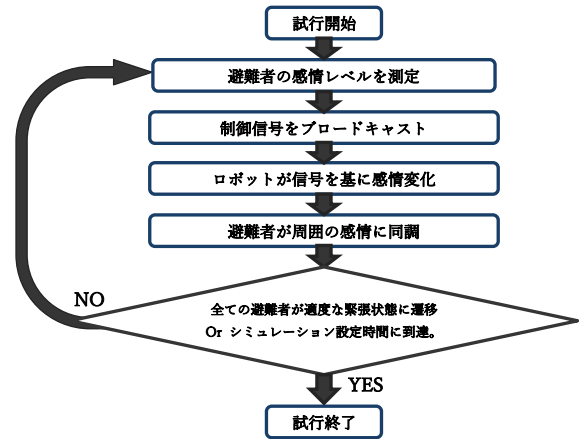 試行開始
避難者の感情レベルを測定
制御信号をブロードキャスト
ロボットが信号を基に感情変化
避難者が周囲の感情に同調
NO
全ての避難者が適度な緊張状態に遷移
Or シミュレーション設定時間に到達。
YES
試行終了